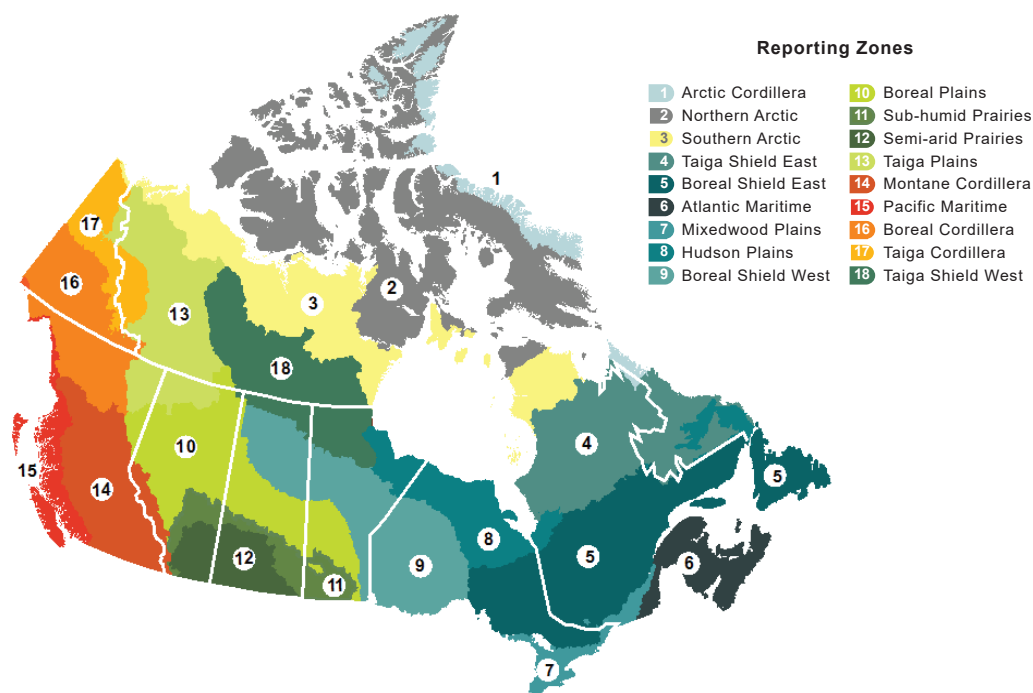 Reporting Zones
1 Arctic Cordillera
2 Northern Arctic
3 Southern Arctic
4 Taiga Shield East
5 Boreal Shield East
6 Atlantic Maritime
7 Mixedwood Plains
8 Hudson Plains
9 Boreal Shield West
10 Boreal Plains
11 Sub-humid Prairies
12 Semi-arid Prairies
13 Taiga Plains
14 Montane Cordillera
15 Pacific Maritime
16 Boreal Cordillera
17 Taiga Cordillera
18 Taiga Shield West
1
17
16
2
3
13
18
10
4
15
14
5
8
5
12
9
6
11
7